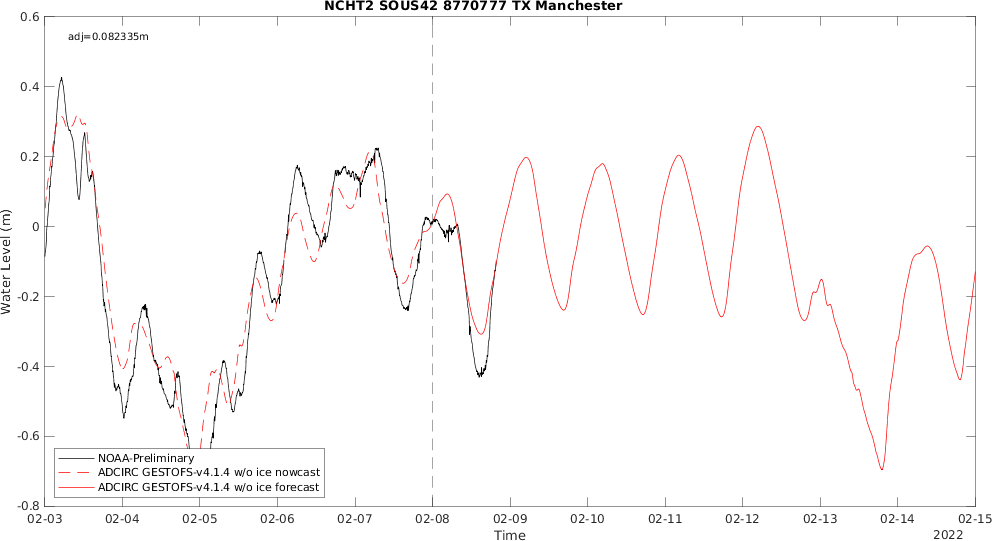 NCHT2 SOUS42 8770777 TX Manchester
adj=0.082335m
0.6
0.4
0.2
0
-0.2
-0.4
-0.6
-0.8
Water Level (m)
NOAA-Preliminary
ADCIRC GESTOFS-v4.1.4 w/o ice nowcast
ADCIRC GESTOFS-v4.1.4 w/o ice forecast
02-03 02-04 02-05 02-06 02-07 02-08 02-09 02-10 02-11 02-12 02-13 02-14 02-15
Time
2022